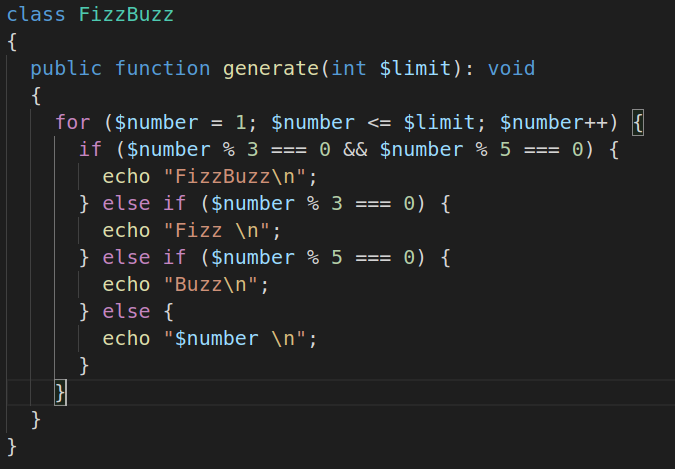 class FizzBuzz
{
  public function generate(int $limit): void
  {
    for ($number = 1; $number <= $limit; $number++) {
      if ($number % 3 === 0 && $number % 5 === 0) {
        echo "FizzBuzz\n";
      } else if ($number % 3 === 0) {
        echo "Fizz \n";
      } else if ($number % 5 === 0) {
        echo "Buzz\n";
      } else {
        echo "$number \n";
      }
    }
  }
}